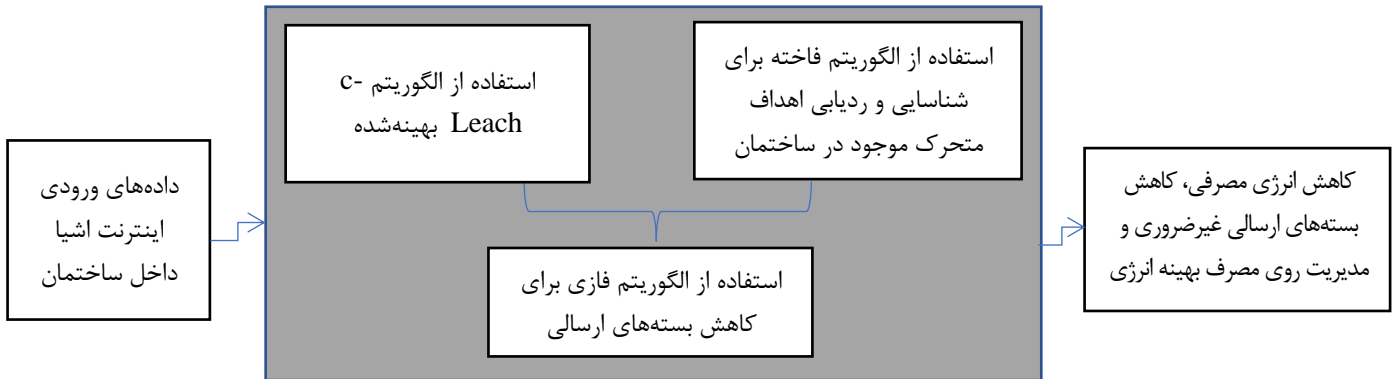 داده‌های ورودی
اینترنت اشیا
داخل ساختمان
استفاده از الگوریتم c-
Leach بهینه‌شده
استفاده از الگوریتم فاخته برای
شناسایی و ردیابی اهداف
متحرک موجود در ساختمان
استفاده از الگوریتم فازی برای
کاهش بسته‌های ارسالی
کاهش انرژی مصرفی، کاهش
بسته‌های ارسالی غیرضروری و
مدیریت روی مصرف بهینه انرژی